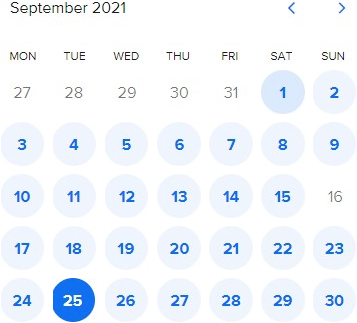 September 2021
MON TUE WED THU FRI SAT SUN
27 28 29 30 31 1 2
3 4 5 6 7 8 9
10 11 12 13 14 15 16
17 18 19 20 21 22 23
24 25 26 27 28 29 30